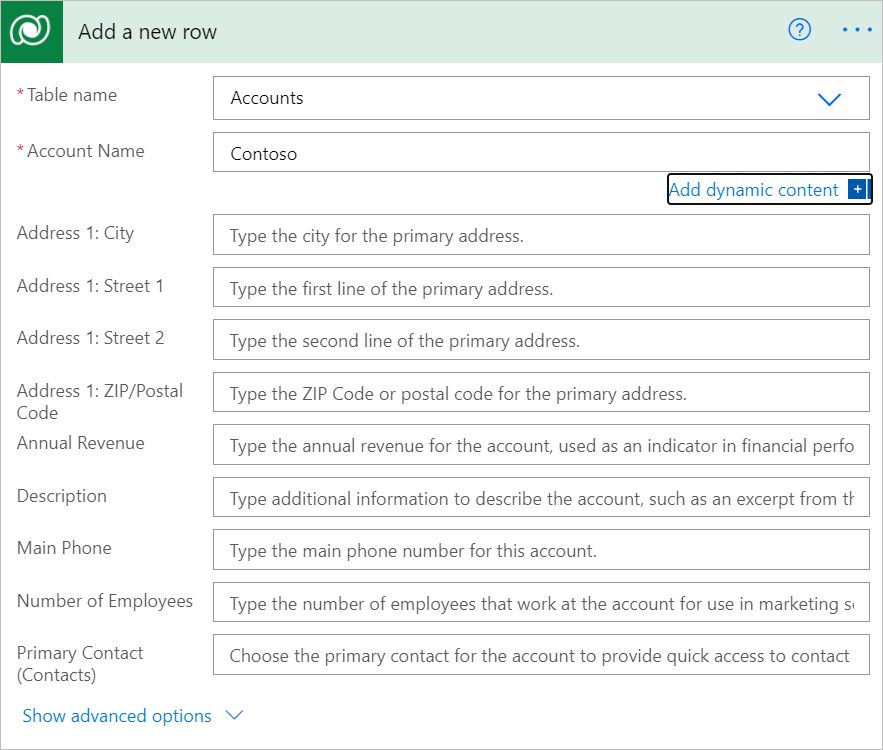 Add a new row
* Table name
Accounts
* Account Name
Contoso
Add dynamic content
Address 1: City
Type the city for the primary address.
Address 1: Street 1
Type the first line of the primary address.
Address 1: Street 2
Type the second line of the primary address.
Address 1: ZIP/Postal
Code
Type the ZIP Code or postal code for the primary address.
Annual Revenue
Type the annual revenue for the account, used as an indicator in financial perfo
Description
Type additional information to describe the account, such as an excerpt from th
Main Phone
Type the main phone number for this account.
Number of Employees
Type the number of employees that work at the account for use in marketing se
Primary Contact
(Contacts)
Choose the primary contact for the account to provide quick access to contact
Show advanced options